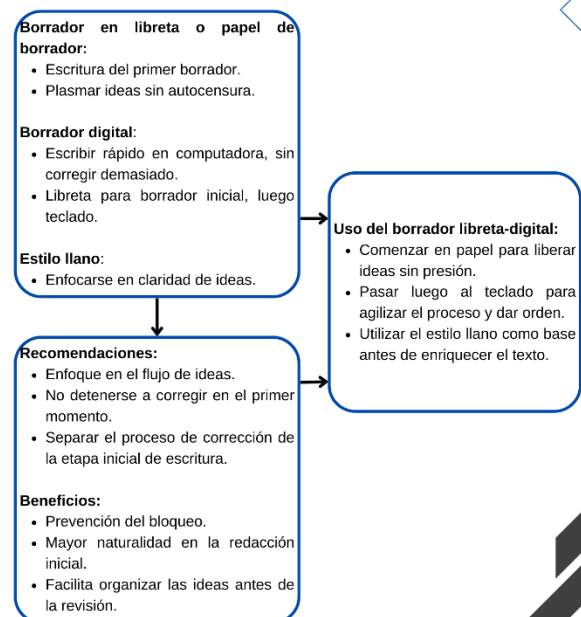 Borrador en libreta o papel de
borrador:
• Escritura del primer borrador.
• Plasmar ideas sin autocensura.
Borrador digital:
• Escribir rápido en computadora, sin
corregir demasiado.
• Libreta para borrador inicial, luego
teclado.
Estilo llano:
• Enfocarse en claridad de ideas.
Recomendaciones:
• Enfoque en el flujo de ideas.
• No detenerse a corregir en el primer
momento.
• Separar el proceso de corrección de
la etapa inicial de escritura.
Beneficios:
• Prevención del bloqueo.
• Mayor naturalidad en la redacción
inicial.
• Facilita organizar las ideas antes de
la revisión.
Uso del borrador libreta-digital:
• Comenzar en papel para liberar
ideas sin presión.
• Pasar luego al teclado para
agilizar el proceso y dar orden.
• Utilizar el estilo llano como base
antes de enriquecer el texto.